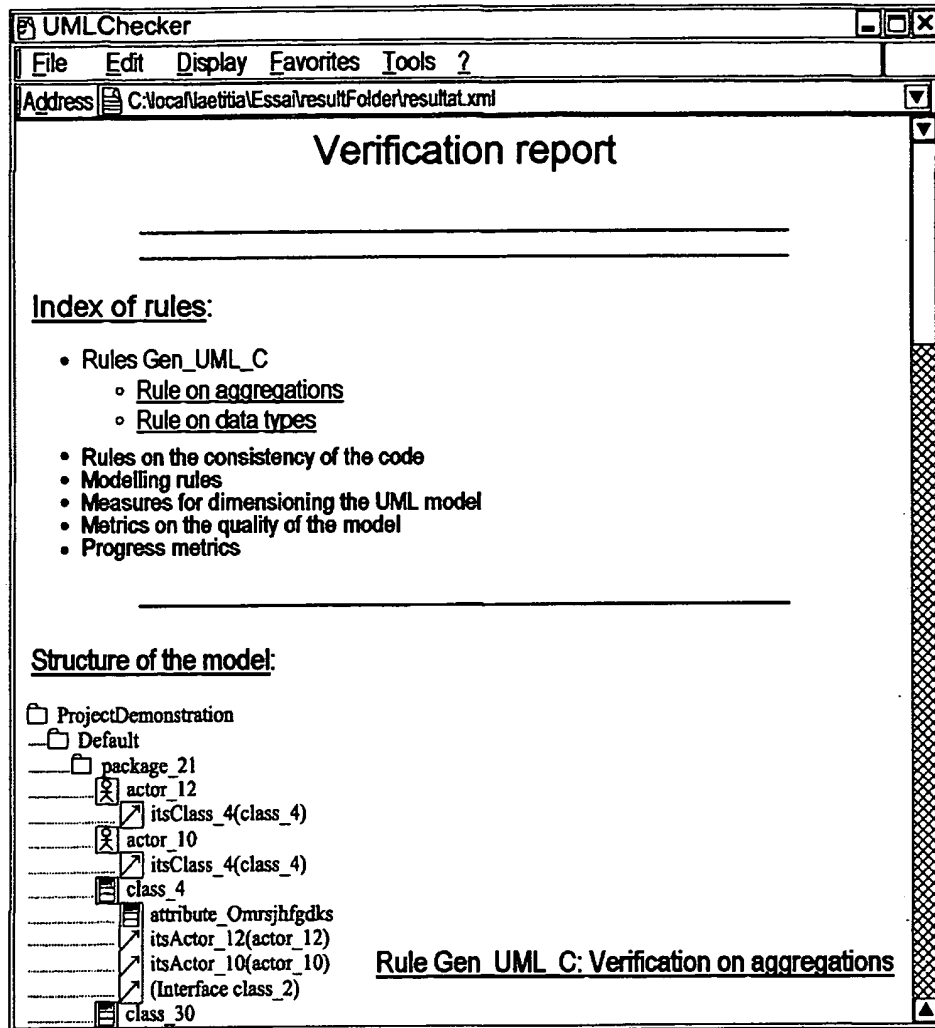 UMLChecker
File Edit Display Favorites Tools ?
Address C:\local\laetitia\Essai\resultFolder\resultat.xml
Verification report
Index of rules:
• Rules Gen_UML_C
∘ Rule on aggregations
∘ Rule on data types
• Rules on the consistency of the code
• Modelling rules
• Measures for dimensioning the UML model
• Metrics on the quality of the model
• Progress metrics
Structure of the model:
ProjectDemonstration
Default
package_21
actor_12
itsClass_4(class_4)
actor_10
itsClass_4(class_4)
class_4
attribute_Omrsjhfgdks
itsActor_12(actor_12)
itsActor_10(actor_10)
(Interface class_2)
class_30
Rule Gen_UML_C: Verification on aggregations